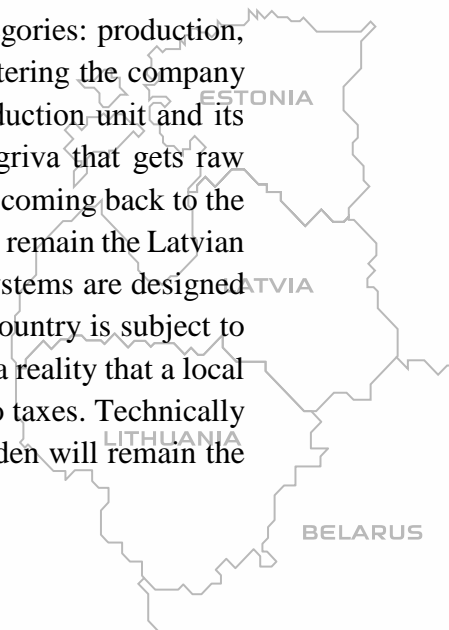 gories: production,
tering the company
ESTONIA
duction unit and its
griva that gets raw
coming back to the
remain the Latvian
ystems are designed
LATVIA
ountry is subject to
a reality that a local
o taxes. Technically
LITHUANIA
den will remain the
BELARUS